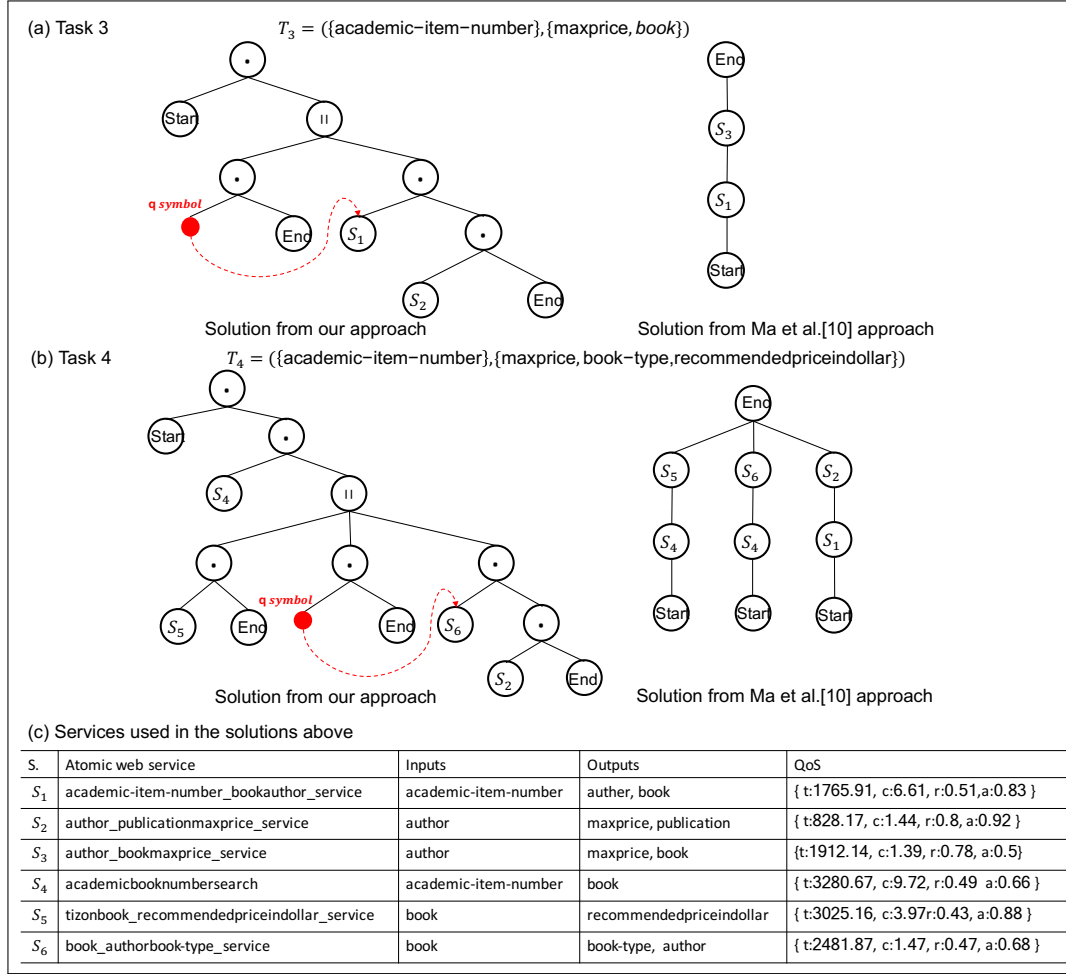 (a) Task 3
T₃ = ({academic−item−number},{maxprice, book})
•
Start
||
•
•
q symbol
End
S₁
•
S₂
End
End
S₃
S₁
Start
Solution from our approach
Solution from Ma et al.[10] approach
(b) Task 4
T₄ = ({academic−item−number},{maxprice, book−type,recommendedpriceindollar})
•
Start
•
S₄
||
•
•
•
q symbol
S₅
End
End
S₆
•
S₂
End
End
S₅
S₆
S₂
S₄
S₄
S₁
Start
Start
Start
Solution from our approach
Solution from Ma et al.[10] approach
(c) Services used in the solutions above
S. Atomic web service Inputs Outputs QoS
S₁ academic-item-number_bookauthor_service academic-item-number auther, book { t:1765.91, c:6.61, r:0.51,a:0.83 }
S₂ author_publicationmaxprice_service author maxprice, publication { t:828.17, c:1.44, r:0.8, a:0.92 }
S₃ author_bookmaxprice_service author maxprice, book {t:1912.14, c:1.39, r:0.78, a:0.5}
S₄ academicbooknumbersearch academic-item-number book { t:3280.67, c:9.72, r:0.49 a:0.66 }
S₅ tizonbook_recommendedpriceindollar_service book recommendedpriceindollar { t:3025.16, c:3.97r:0.43, a:0.88 }
S₆ book_authorbook-type_service book book-type, author { t:2481.87, c:1.47, r:0.47, a:0.68 }